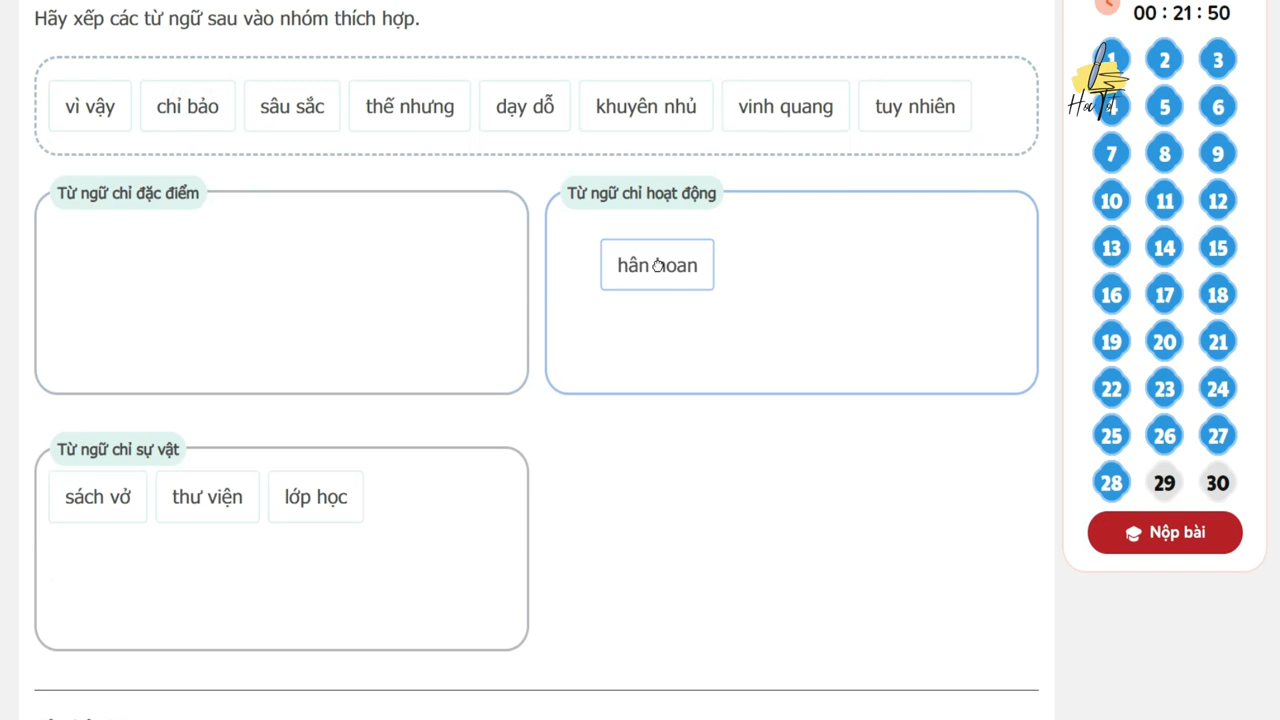 Hãy xếp các từ ngữ sau vào nhóm thích hợp.
00 : 21 : 50
vì vậy chỉ bảo sâu sắc thế nhưng dạy dỗ khuyên nhủ vinh quang tuy nhiên
Từ ngữ chỉ đặc điểm
Từ ngữ chỉ hoạt động
hân hoan
Từ ngữ chỉ sự vật
sách vở thư viện lớp học
1 2 3
4 5 6
7 8 9
10 11 12
13 14 15
16 17 18
19 20 21
22 23 24
25 26 27
28 29 30
Nộp bài